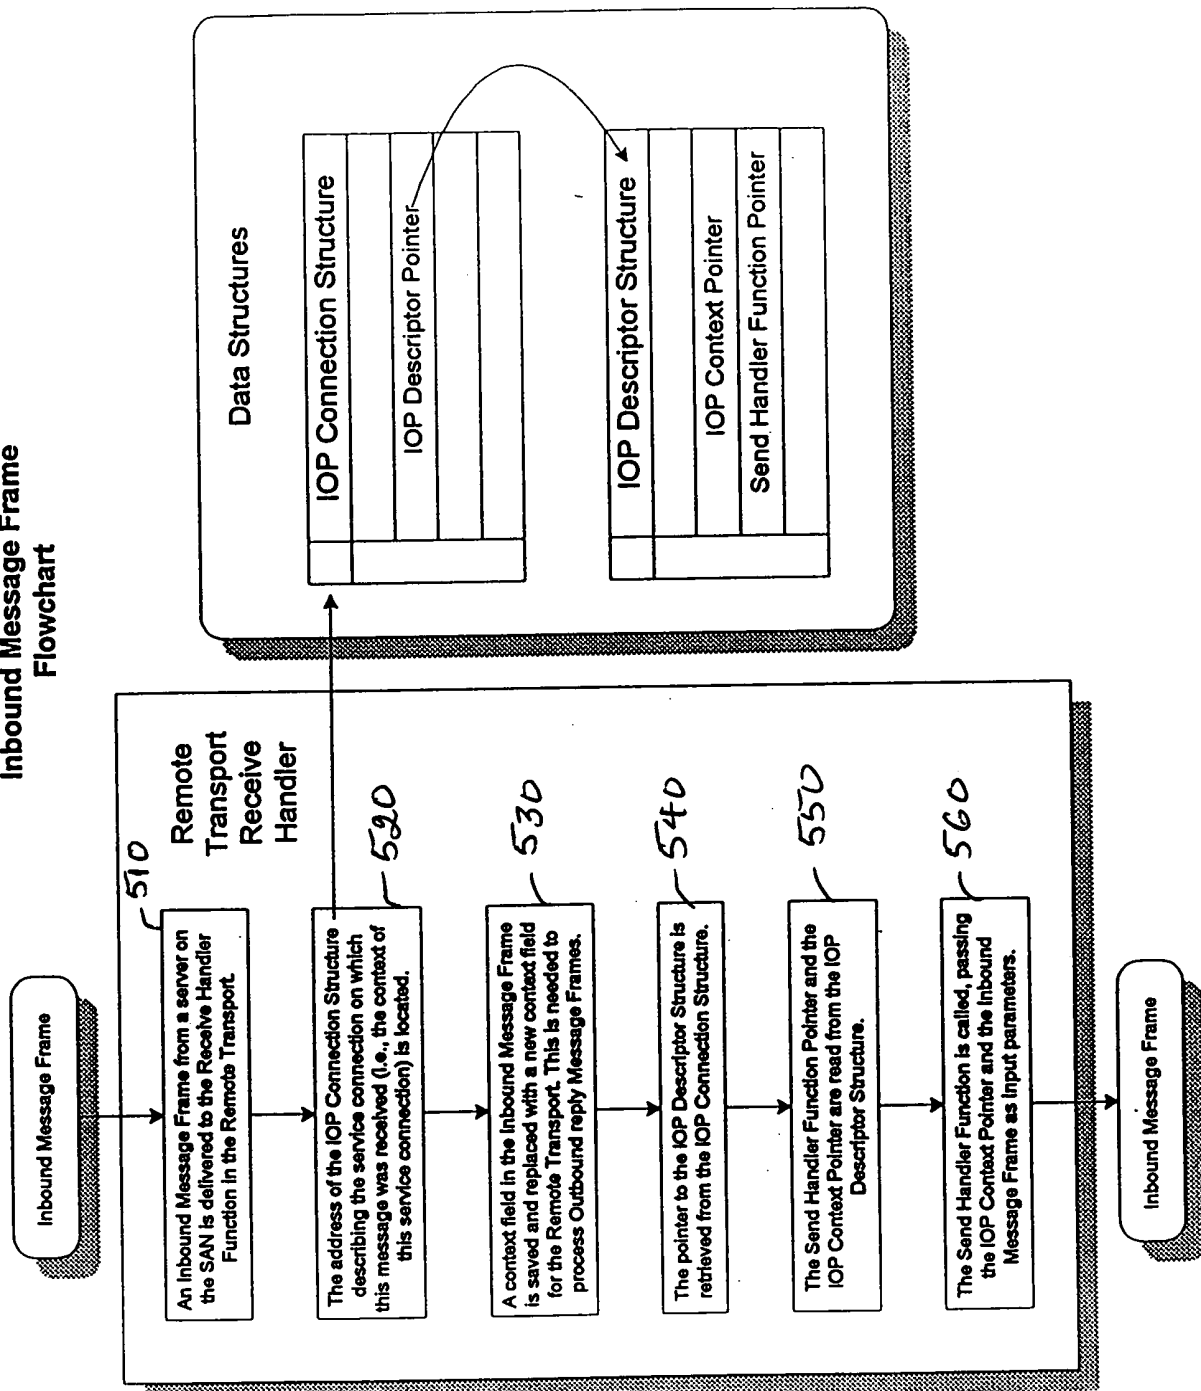 Inbound Message Frame
Flowchart
Inbound Message Frame
Remote
Transport
Receive
Handler
510
An Inbound Message Frame from a server on
the SAN is delivered to the Receive Handler
Function in the Remote Transport.
520
The address of the IOP Connection Structure
describing the service connection on which
this message was received (i.e., the context of
this service connection) is located.
530
A context field in the Inbound Message Frame
is saved and replaced with a new context field
for the Remote Transport. This is needed to
process Outbound reply Message Frames.
540
The pointer to the IOP Descriptor Structure is
retrieved from the IOP Connection Structure.
550
The Send Handler Function Pointer and the
IOP Context Pointer are read from the IOP
Descriptor Structure.
560
The Send Handler Function is called, passing
the IOP Context Pointer and the Inbound
Message Frame as input parameters.
Inbound Message Frame
Data Structures
IOP Connection Structure
IOP Descriptor Pointer
IOP Descriptor Structure
IOP Context Pointer
Send Handler Function Pointer